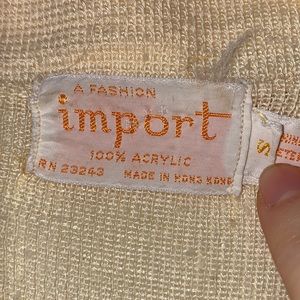 A FASHION
import
100% ACRYLIC
RN 23243
MADE IN HONG KONG
S